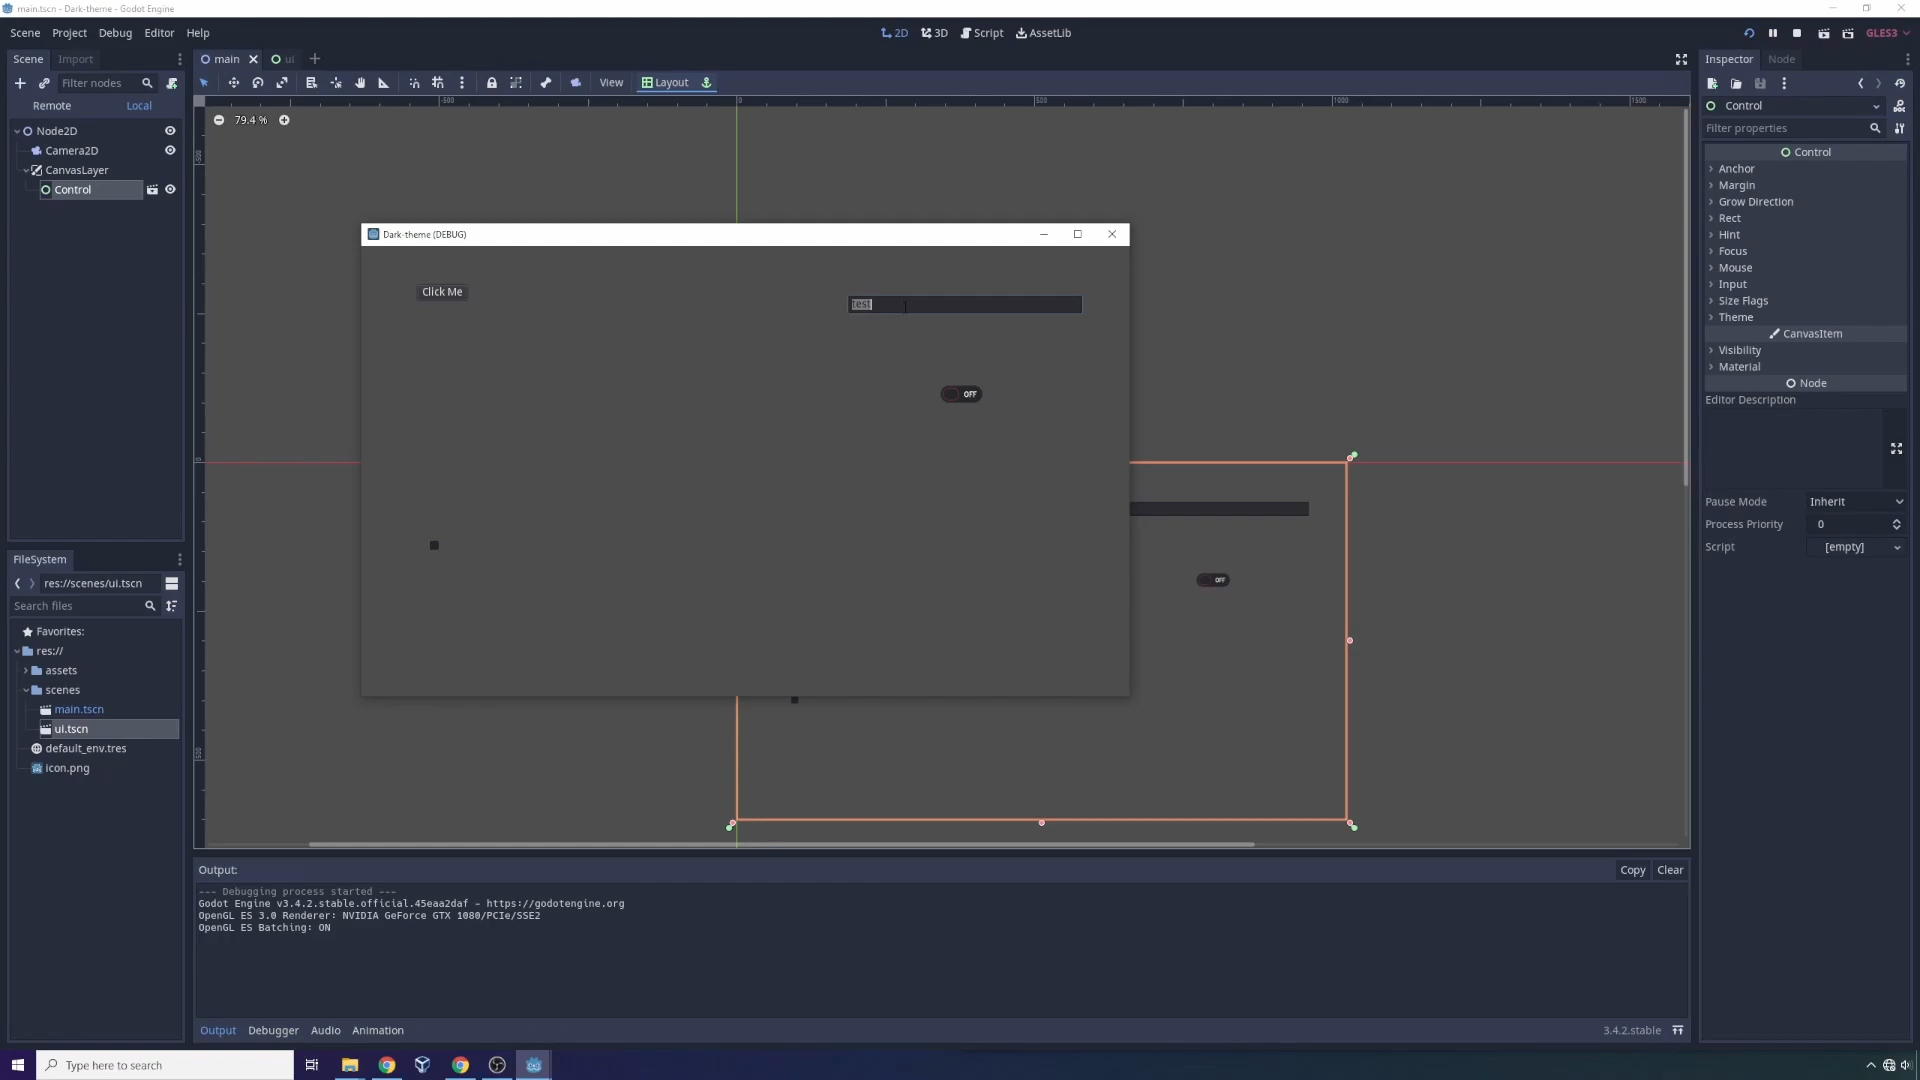 main.tscn - Dark-theme - Godot Engine
Scene Project Debug Editor Help
2D 3D Script AssetLib
GLES3
Scene Import
main ui
Inspector Node
Filter nodes
View Layout
Remote Local
79.4 %
-500 0 500 1000 1500
Node2D
Camera2D
CanvasLayer
Control
Control
Filter properties
Control
Anchor
Margin
Grow Direction
Rect
Hint
Focus
Mouse
Input
Size Flags
Theme
CanvasItem
Visibility
Material
Node
Editor Description
Pause Mode Inherit
Process Priority 0
Script [empty]
Dark-theme (DEBUG)
Click Me
test
OFF
OFF
FileSystem
res://scenes/ui.tscn
Search files
Favorites:
res://
assets
scenes
main.tscn
ui.tscn
default_env.tres
icon.png
Output:
Copy Clear
--- Debugging process started ---
Godot Engine v3.4.2.stable.official.45eaa2daf - https://godotengine.org
OpenGL ES 3.0 Renderer: NVIDIA GeForce GTX 1080/PCIe/SSE2
OpenGL ES Batching: ON
Output Debugger Audio Animation
3.4.2.stable
Type here to search